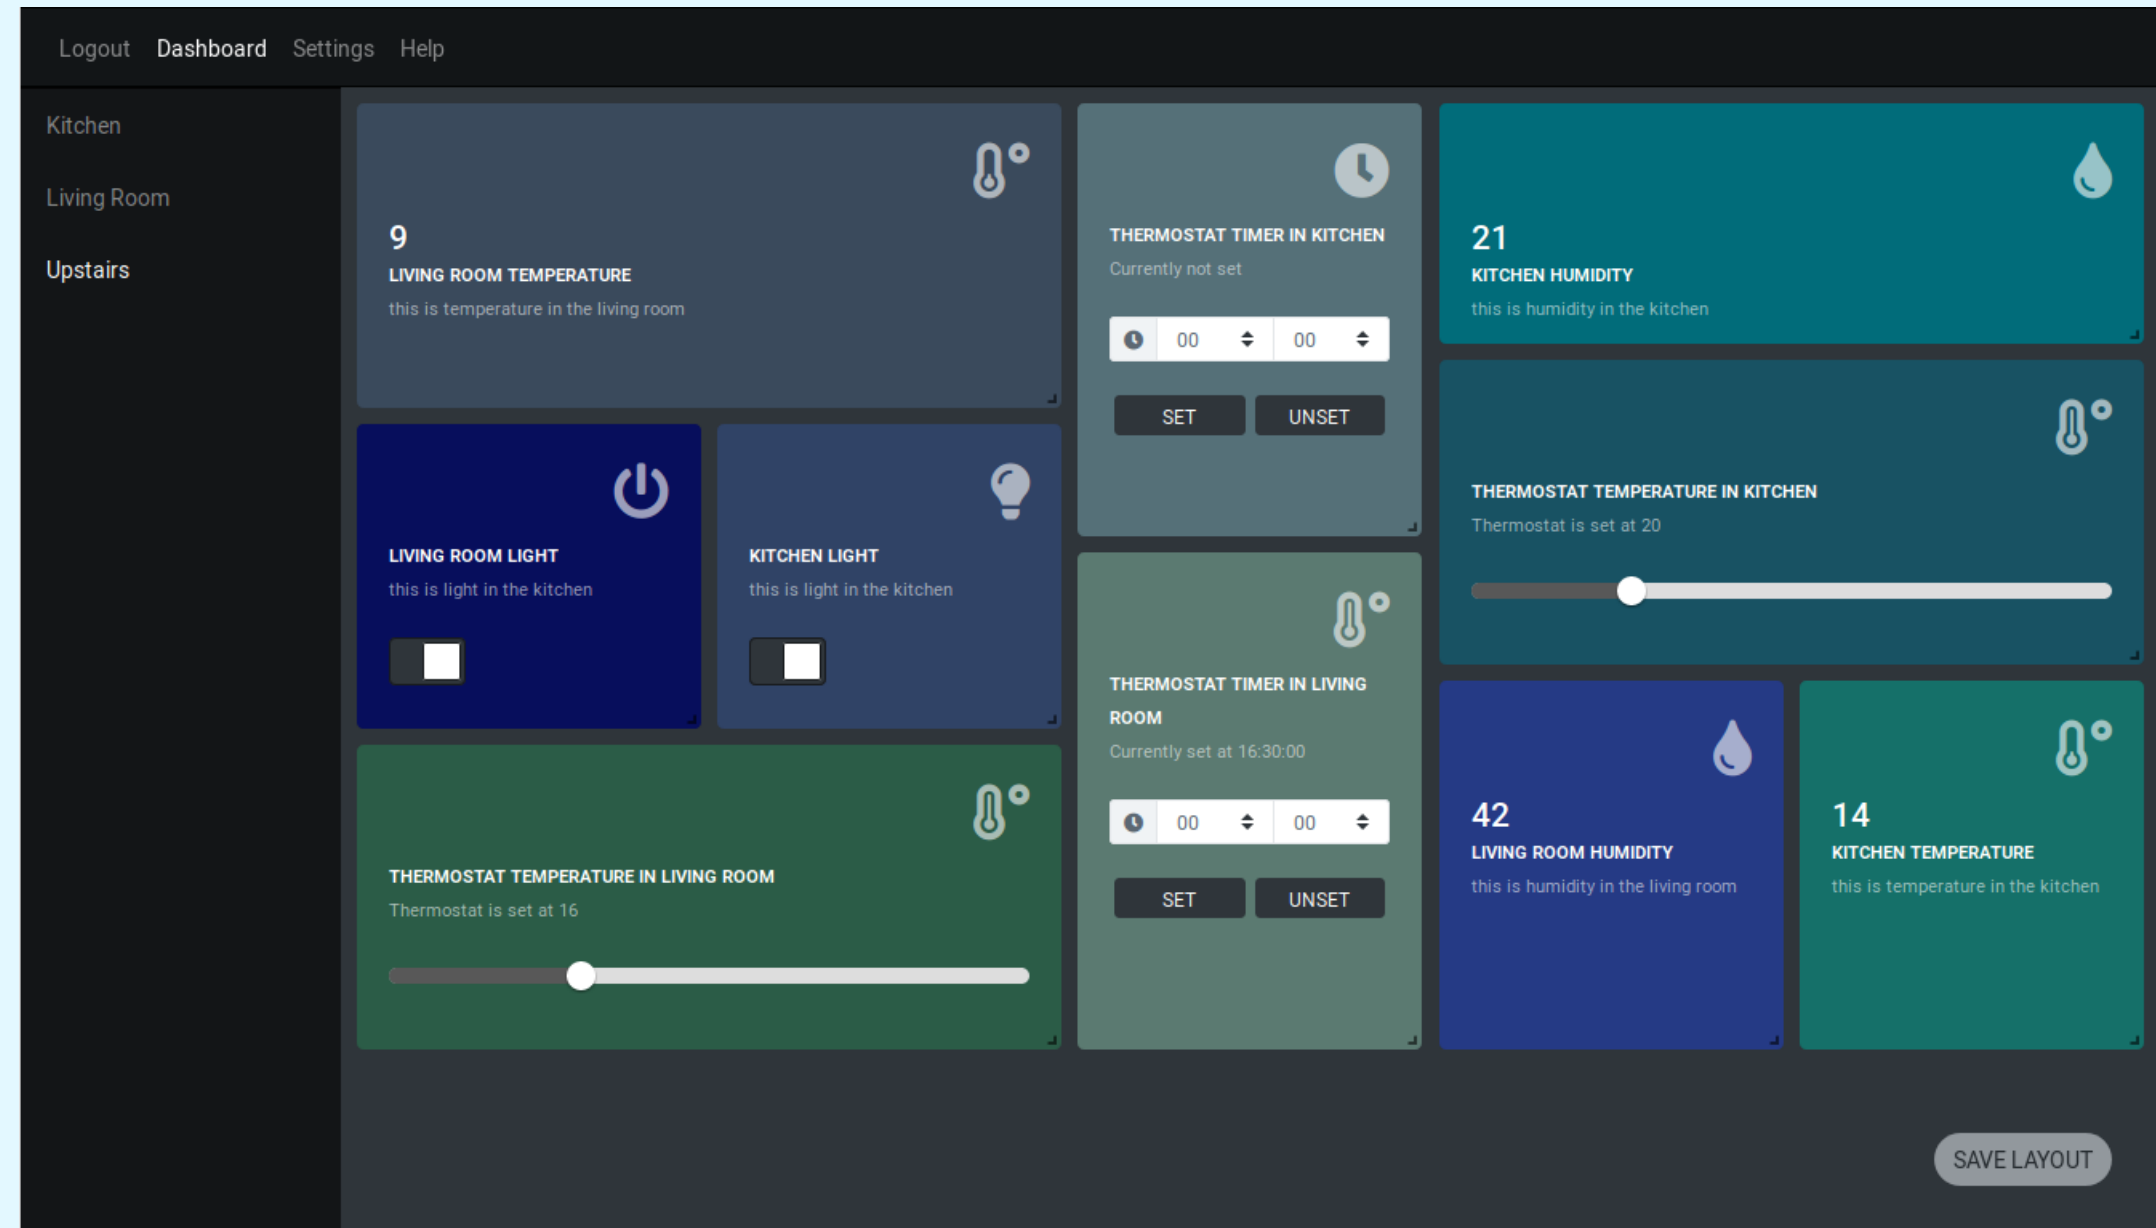 Logout Dashboard Settings Help
Kitchen
Living Room
Upstairs
9
LIVING ROOM TEMPERATURE
this is temperature in the living room
THERMOSTAT TIMER IN KITCHEN
Currently not set
00 00
SET UNSET
21
KITCHEN HUMIDITY
this is humidity in the kitchen
LIVING ROOM LIGHT
this is light in the kitchen
KITCHEN LIGHT
this is light in the kitchen
THERMOSTAT TEMPERATURE IN KITCHEN
Thermostat is set at 20
THERMOSTAT TIMER IN LIVING
ROOM
Currently set at 16:30:00
00 00
SET UNSET
THERMOSTAT TEMPERATURE IN LIVING ROOM
Thermostat is set at 16
42
LIVING ROOM HUMIDITY
this is humidity in the living room
14
KITCHEN TEMPERATURE
this is temperature in the kitchen
SAVE LAYOUT